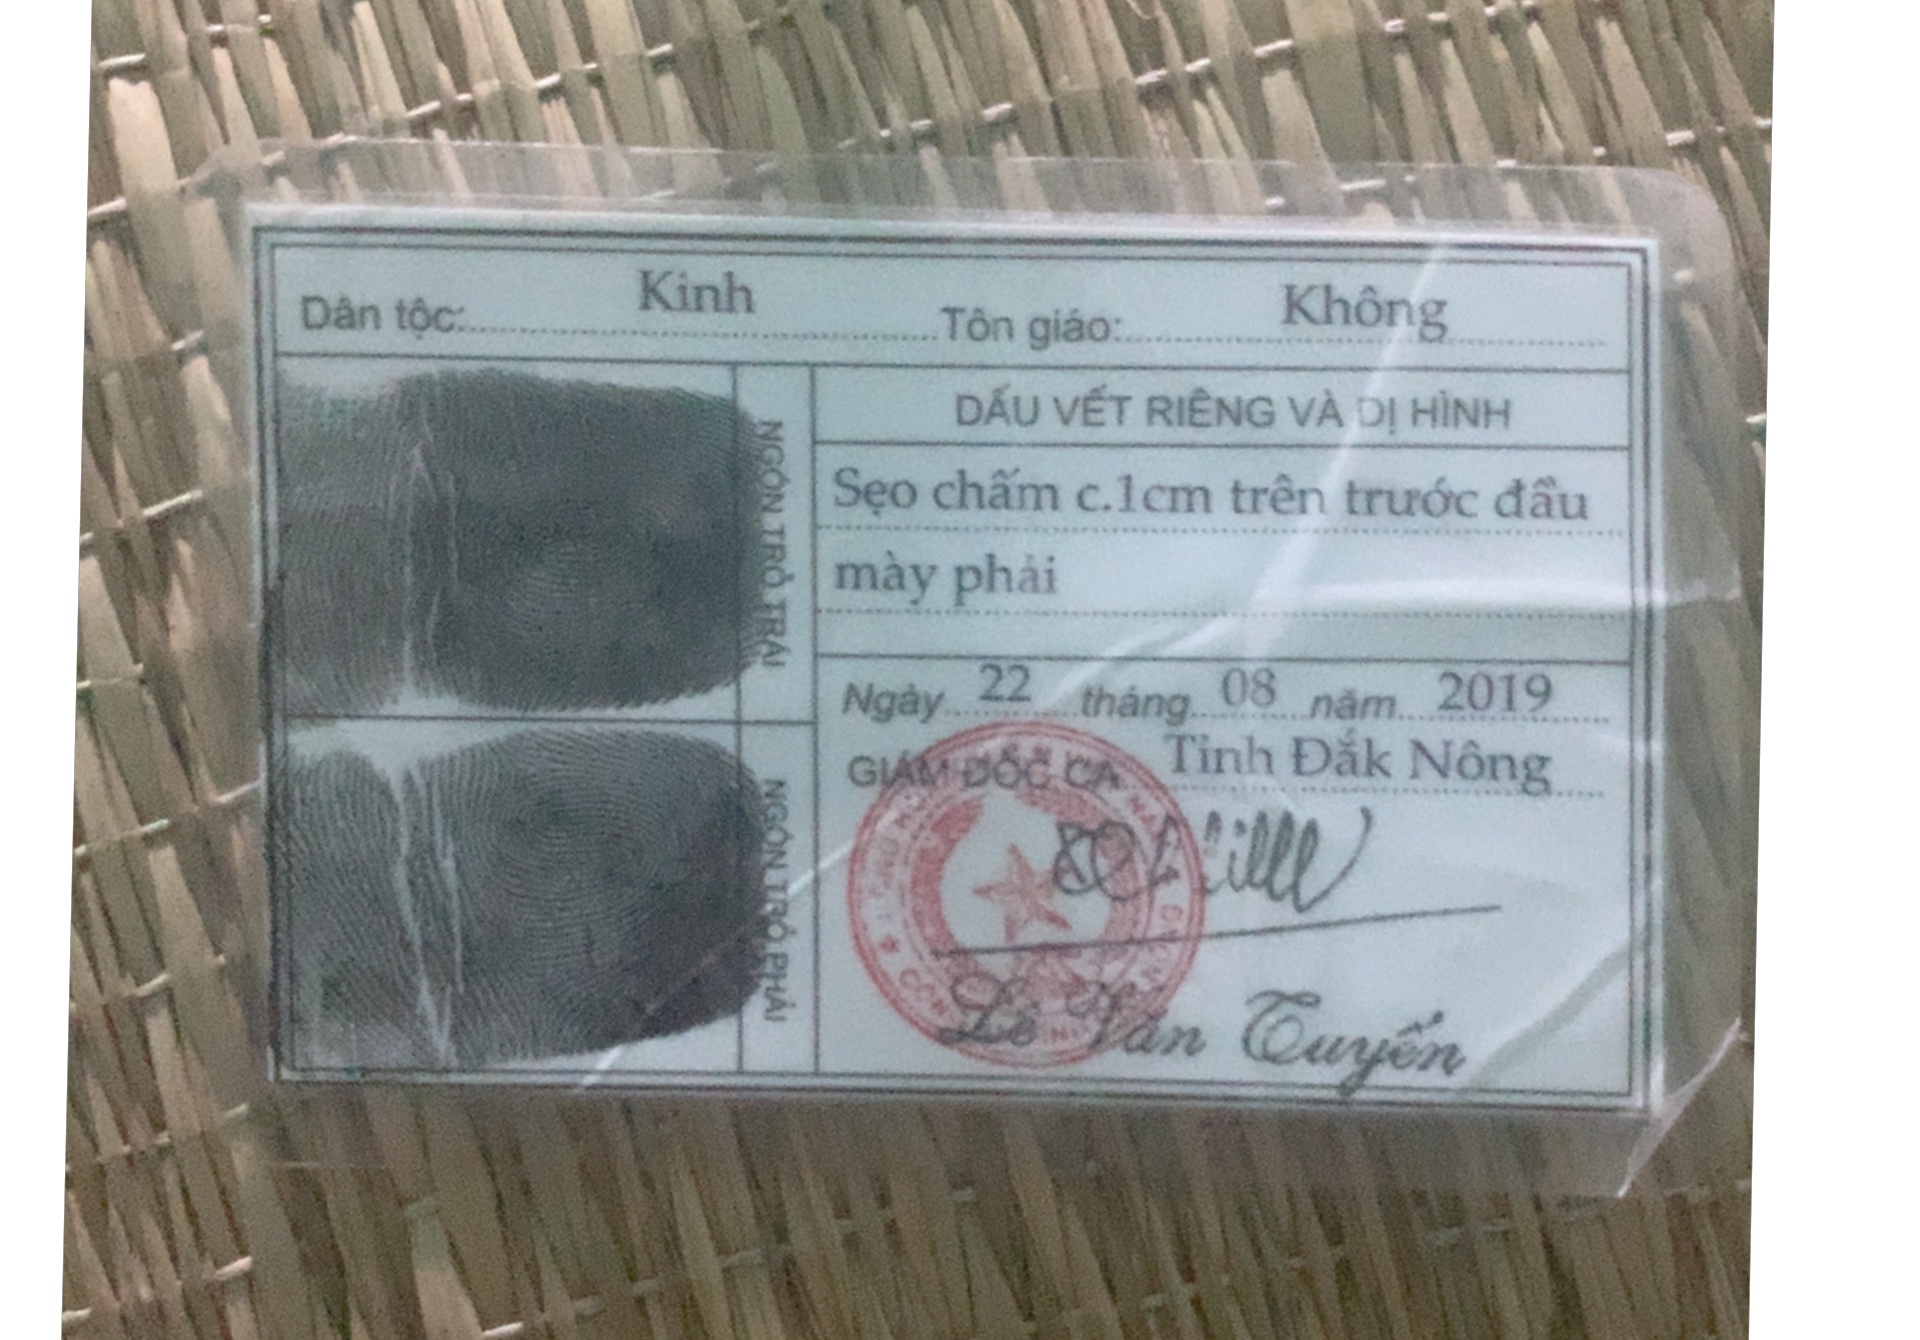 Dân tộc: Kinh Tôn giáo: Không
NGÓN TRỎ TRÁI
DẤU VẾT RIÊNG VÀ DỊ HÌNH
Sẹo chấm c.1cm trên trước đầu
mày phải
Ngày 22 tháng 08 năm 2019
GIÁM ĐỐC CA Tỉnh Đắk Nông
NGÓN TRỎ PHẢI
Lê Văn Tuyến